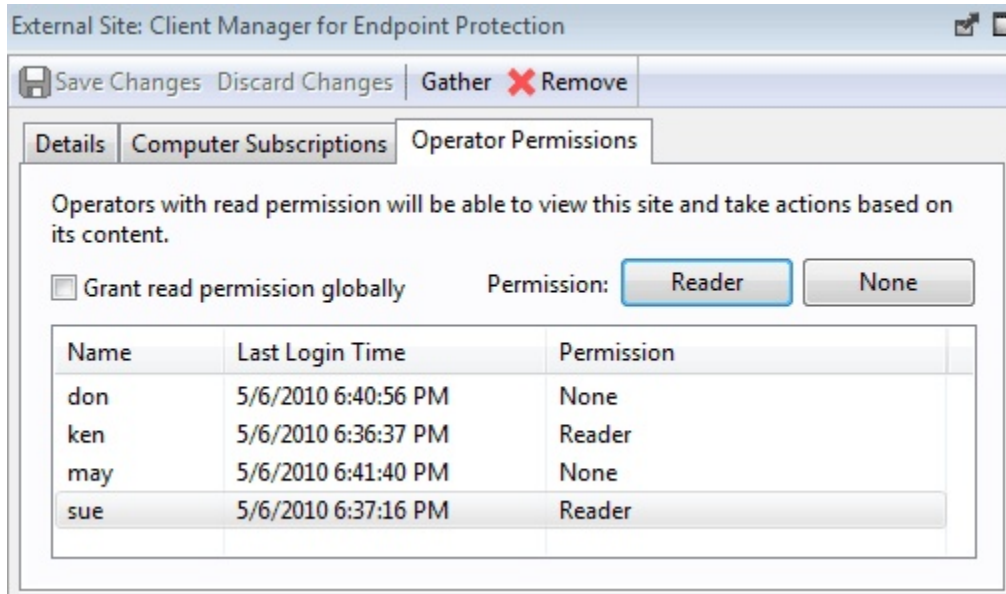 External Site: Client Manager for Endpoint Protection
Save Changes Discard Changes Gather Remove
Details Computer Subscriptions Operator Permissions
Operators with read permission will be able to view this site and take actions based on
its content.
Grant read permission globally Permission: Reader None
Name Last Login Time Permission
don 5/6/2010 6:40:56 PM None
ken 5/6/2010 6:36:37 PM Reader
may 5/6/2010 6:41:40 PM None
sue 5/6/2010 6:37:16 PM Reader